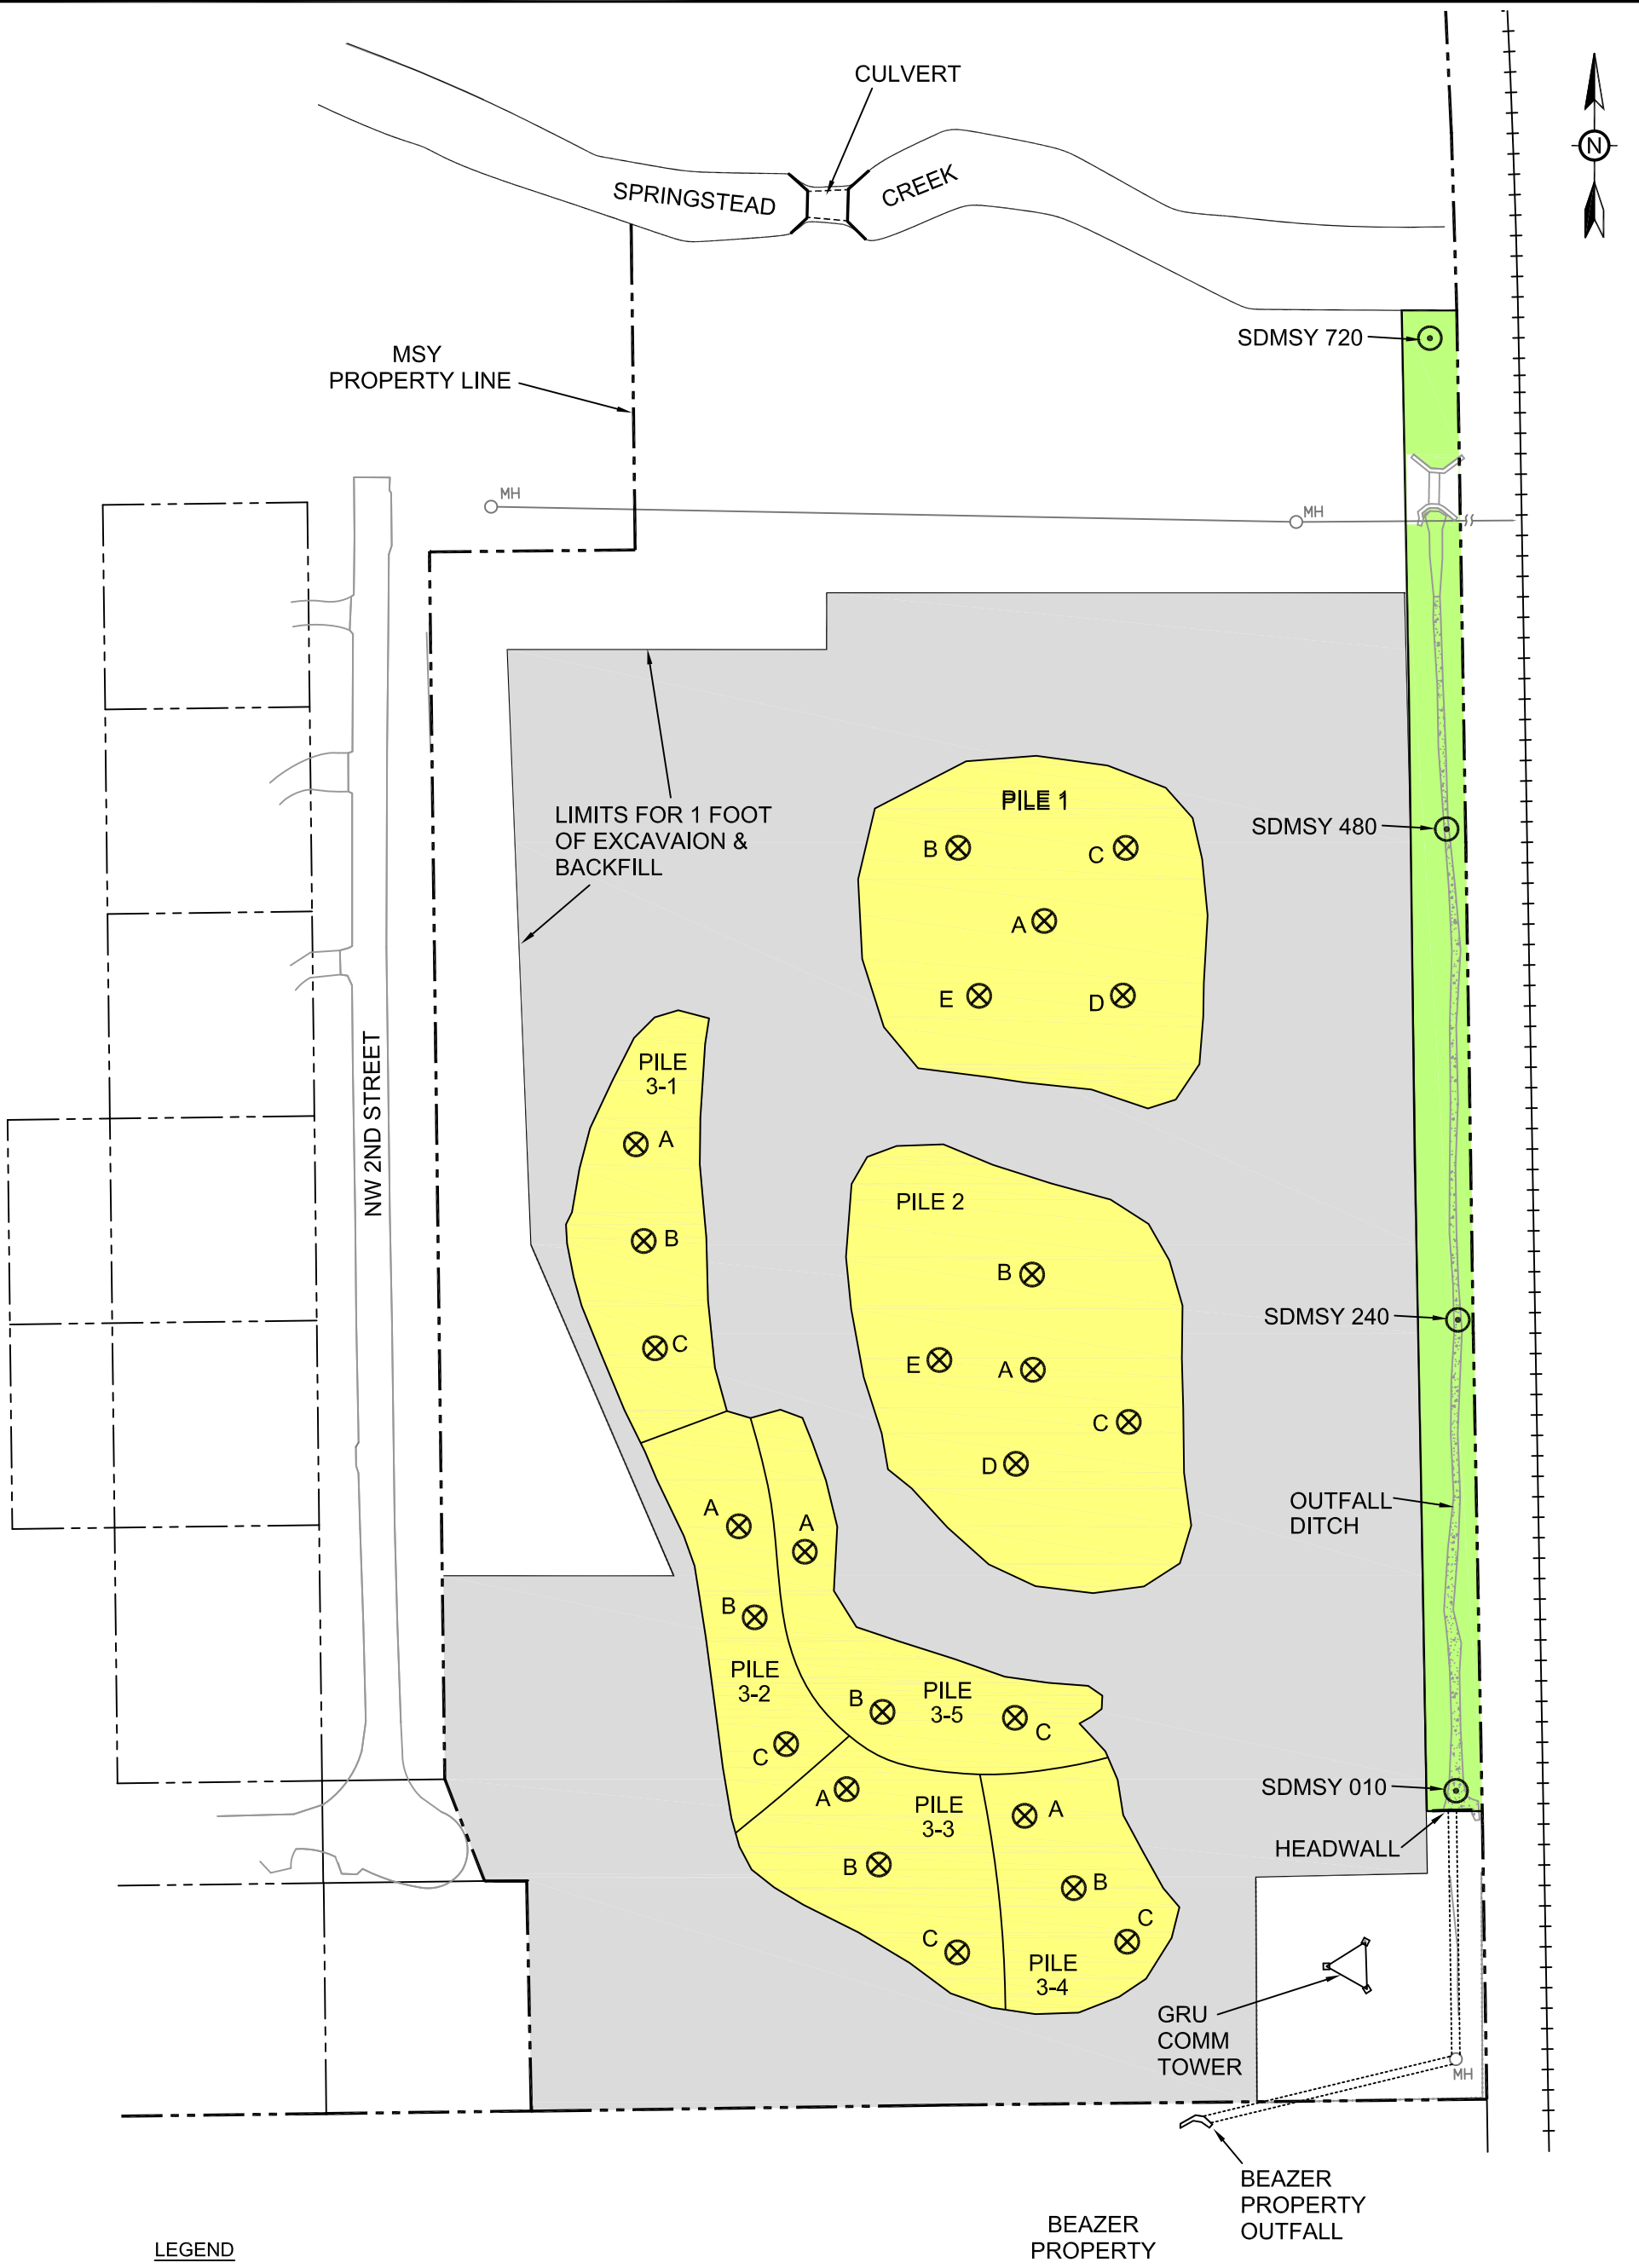 CULVERT
N
SPRINGSTEAD
CREEK
SDMSY 720
MSY
PROPERTY LINE
MH
MH
LIMITS FOR 1 FOOT
OF EXCAVAION &
BACKFILL
PILE 1
B
C
A
E
D
SDMSY 480
NW 2ND STREET
PILE
3-1
A
B
C
PILE 2
B
E
A
C
D
SDMSY 240
OUTFALL
DITCH
A
B
PILE
3-2
C
A
B
PILE
3-5
C
A
PILE
3-3
B
C
A
B
C
PILE
3-4
SDMSY 010
HEADWALL
GRU
COMM
TOWER
MH
BEAZER
PROPERTY
OUTFALL
BEAZER
PROPERTY
LEGEND